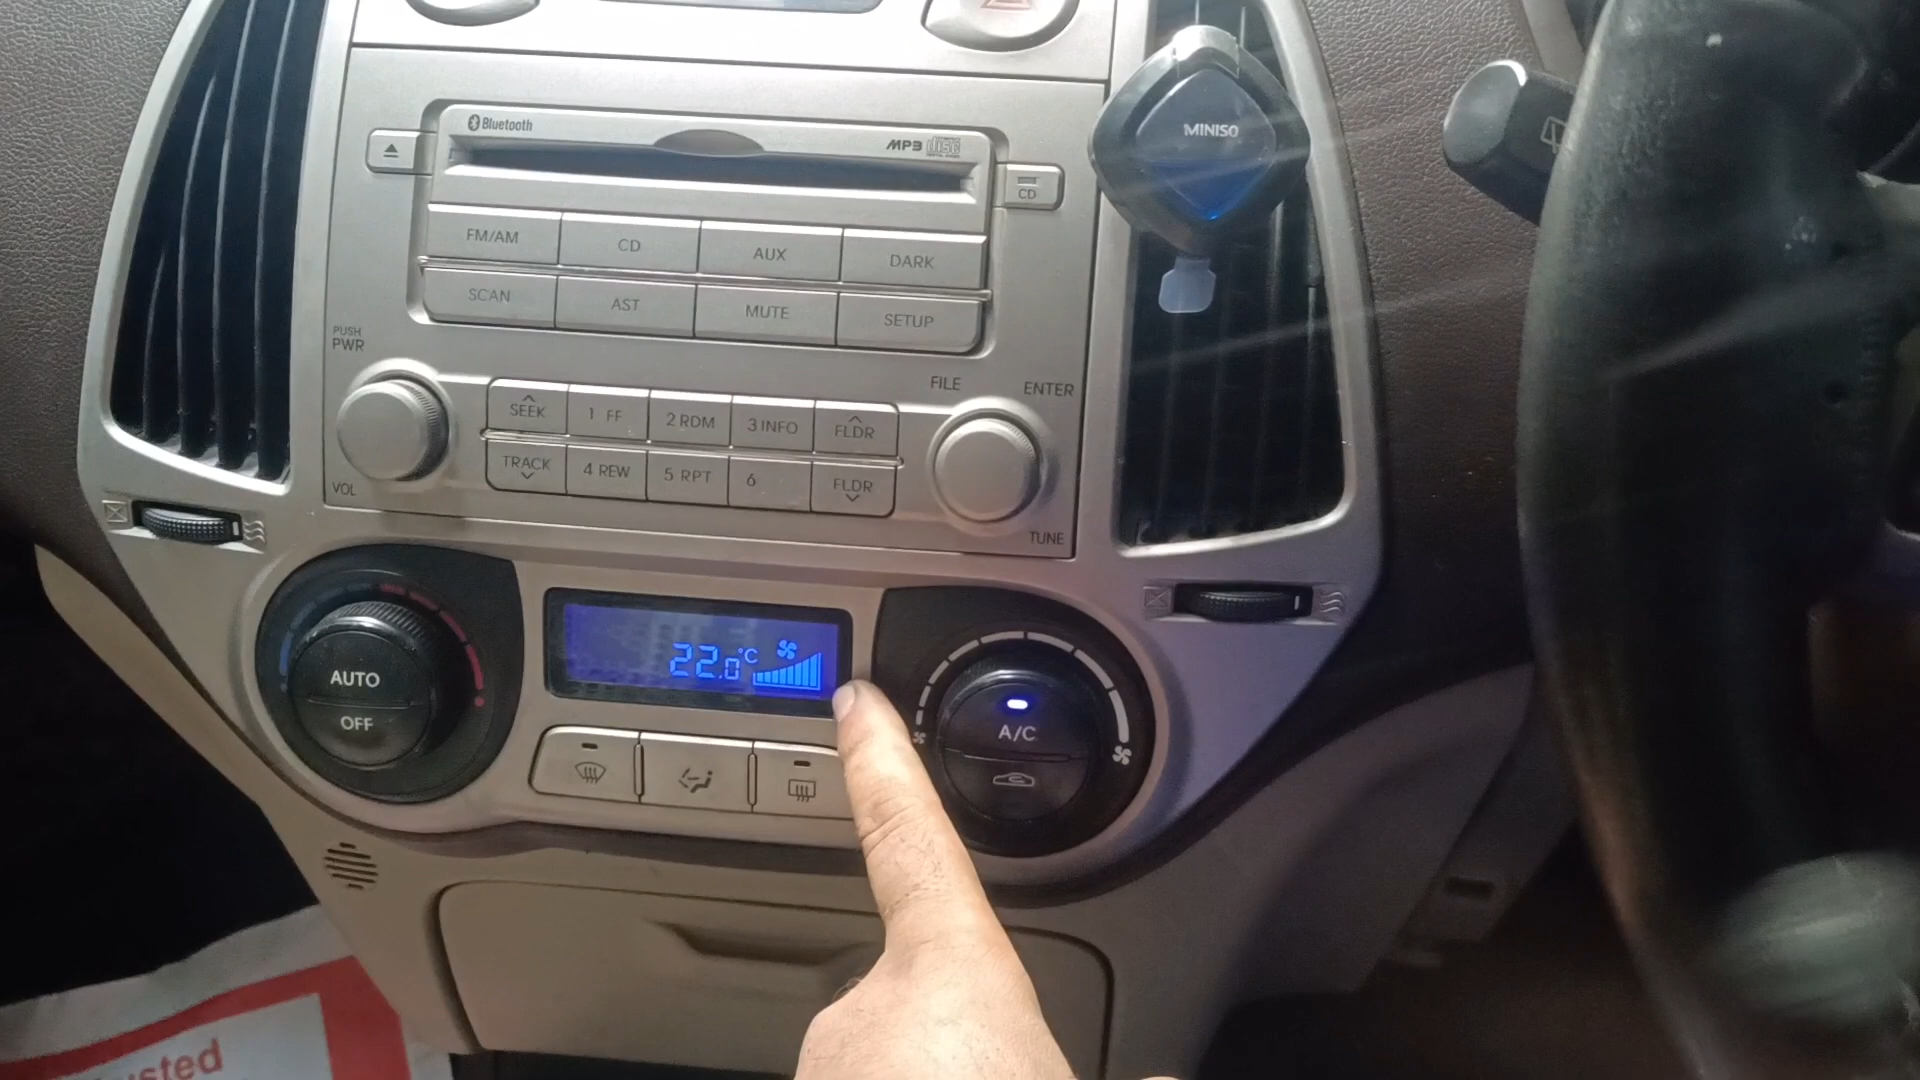 Bluetooth
MP3 disc
CD
MINISO
FM/AM CD AUX DARK
SCAN AST MUTE SETUP
PUSH
PWR
FILE ENTER
SEEK 1 FF 2 RDM 3 INFO FLDR
TRACK 4 REW 5 RPT 6 FLDR
VOL TUNE
22.0°C
AUTO
OFF
A/C